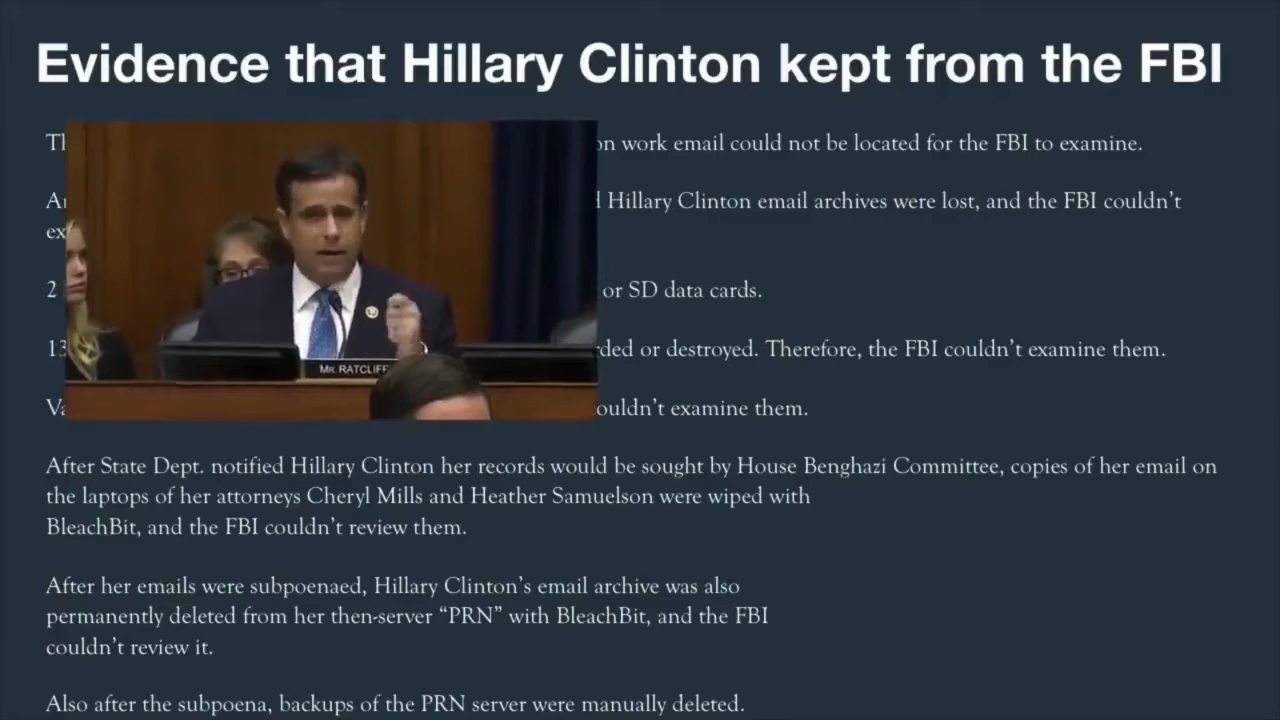 Evidence that Hillary Clinton kept from the FBI
on work email could not be located for the FBI to examine.
Hillary Clinton email archives were lost, and the FBI couldn't
2 or SD data cards.
13 or destroyed. Therefore, the FBI couldn't examine them.
examine them.
MR. RATCLIFF
After State Dept. notified Hillary Clinton her records would be sought by House Benghazi Committee, copies of her email on
the laptops of her attorneys Cheryl Mills and Heather Samuelson were wiped with
BleachBit, and the FBI couldn't review them.
After her emails were subpoenaed, Hillary Clinton's email archive was also
permanently deleted from her then-server “PRN” with BleachBit, and the FBI
couldn't review it.
Also after the subpoena, backups of the PRN server were manually deleted.